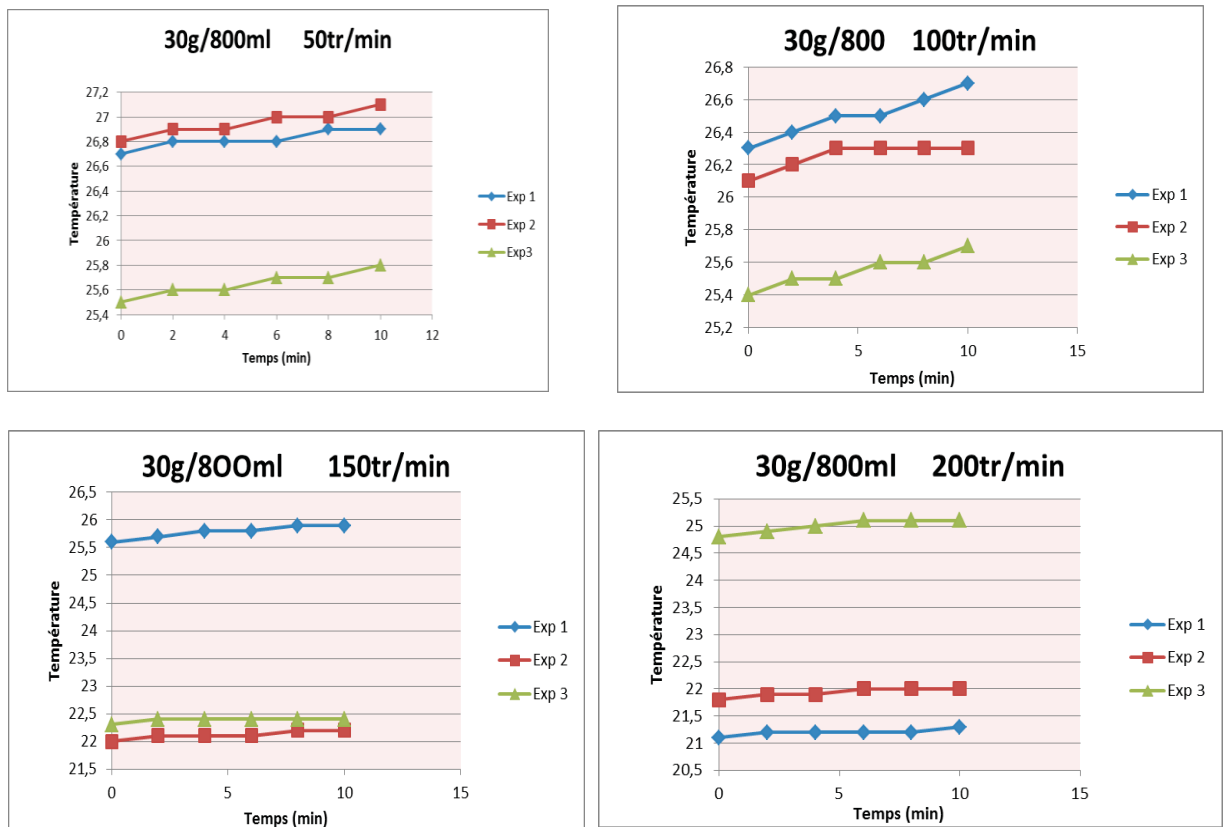 30g/800ml 50tr/min
27,2
27
26,8
26,6
26,4
26,2
26
25,8
25,6
25,4
Température
0 2 4 6 8 10 12
Temps (min)
Exp 1
Exp 2
Exp3
30g/800 100tr/min
26,8
26,6
26,4
26,2
26
25,8
25,6
25,4
25,2
Température
0 5 10 15
Temps (min)
Exp 1
Exp 2
Exp 3
30g/8OOml 150tr/min
26,5
26
25,5
25
24,5
24
23,5
23
22,5
22
21,5
Température
0 5 10 15
Temps (min)
Exp 1
Exp 2
Exp 3
30g/800ml 200tr/min
25,5
25
24,5
24
23,5
23
22,5
22
21,5
21
20,5
Température
0 5 10 15
Temps (min)
Exp 1
Exp 2
Exp 3